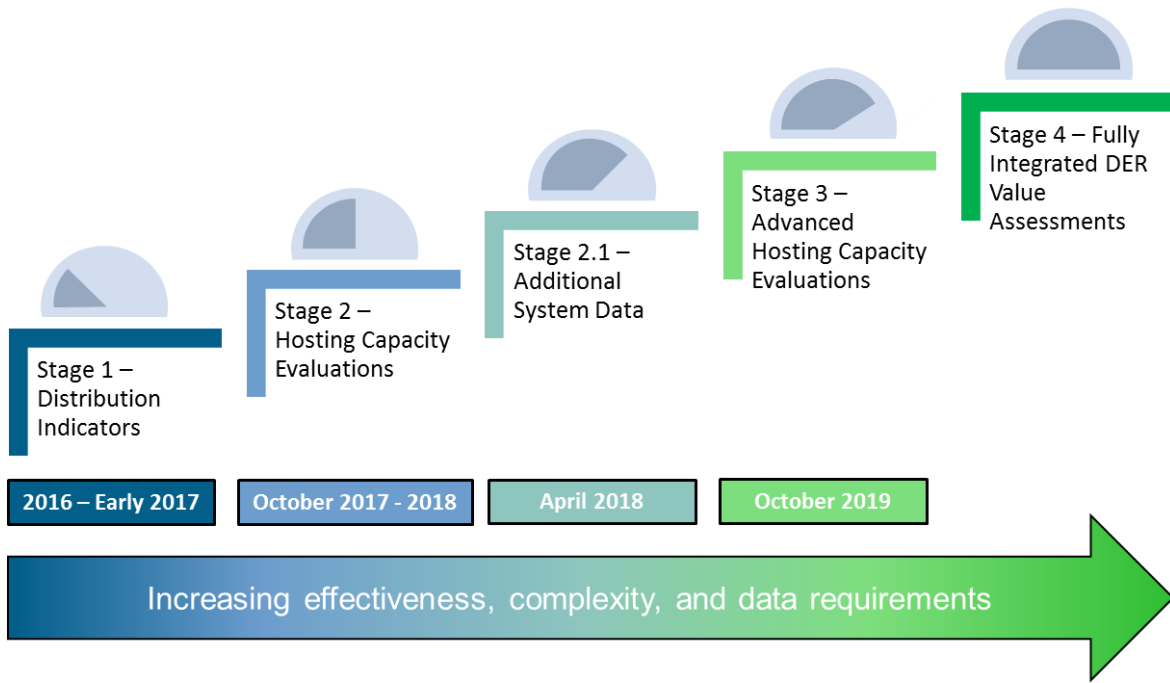 Stage 1 –
Distribution
Indicators
Stage 2 –
Hosting Capacity
Evaluations
Stage 2.1 –
Additional
System Data
Stage 3 –
Advanced
Hosting Capacity
Evaluations
Stage 4 – Fully
Integrated DER
Value
Assessments
2016 – Early 2017
October 2017 - 2018
April 2018
October 2019
Increasing effectiveness, complexity, and data requirements